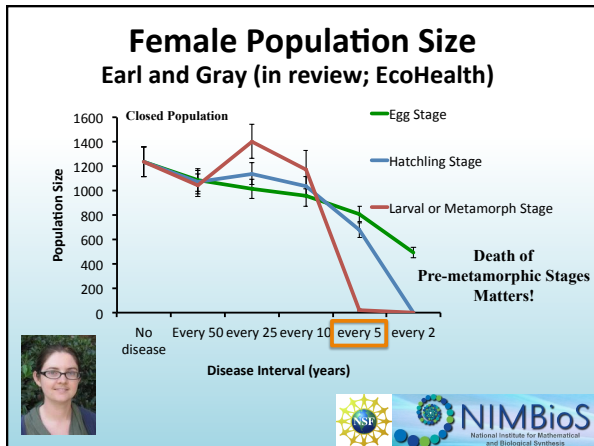 Female Population Size
Earl and Gray (in review; EcoHealth)
Closed Population
1600
1400
1200
1000
800
600
400
200
0
Population Size
Egg Stage
Hatchling Stage
Larval or Metamorph Stage
Death of
Pre-metamorphic Stages
Matters!
No disease
Every 50
every 25
every 10
every 5
every 2
Disease Interval (years)
NSF
NIMBioS
National Institute for Mathematical
and Biological Synthesis